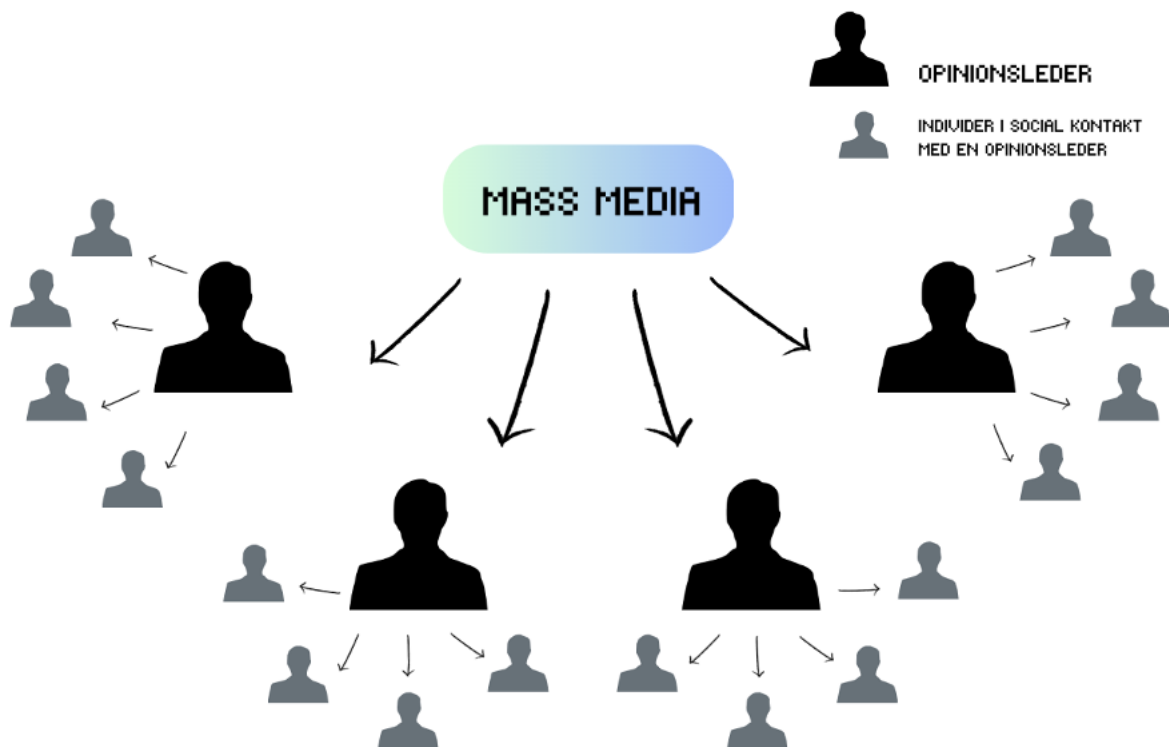 OPINIONSLEDER
INDIVIDER I SOCIAL KONTAKT
MED EN OPINIONSLEDER
MASS MEDIA